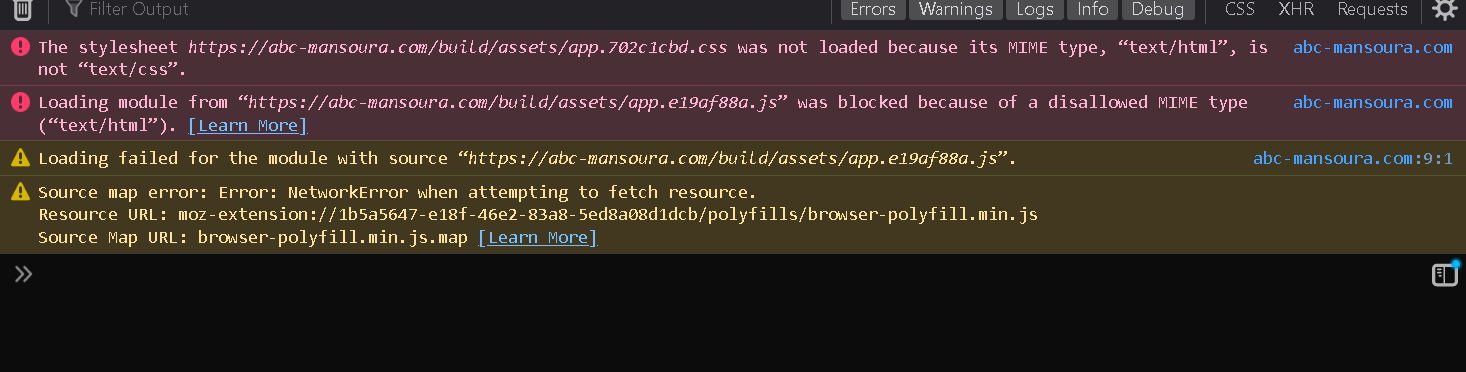 Filter Output
Errors Warnings Logs Info Debug CSS XHR Requests
The stylesheet https://abc-mansoura.com/build/assets/app.702c1cbd.css was not loaded because its MIME type, “text/html”, is abc-mansoura.com
not “text/css”.
Loading module from “https://abc-mansoura.com/build/assets/app.e19af88a.js” was blocked because of a disallowed MIME type abc-mansoura.com
(“text/html”). [Learn More]
Loading failed for the module with source “https://abc-mansoura.com/build/assets/app.e19af88a.js”. abc-mansoura.com:9:1
Source map error: Error: NetworkError when attempting to fetch resource.
Resource URL: moz-extension://1b5a5647-e18f-46e2-83a8-5ed8a08d1dcb/polyfills/browser-polyfill.min.js
Source Map URL: browser-polyfill.min.js.map [Learn More]